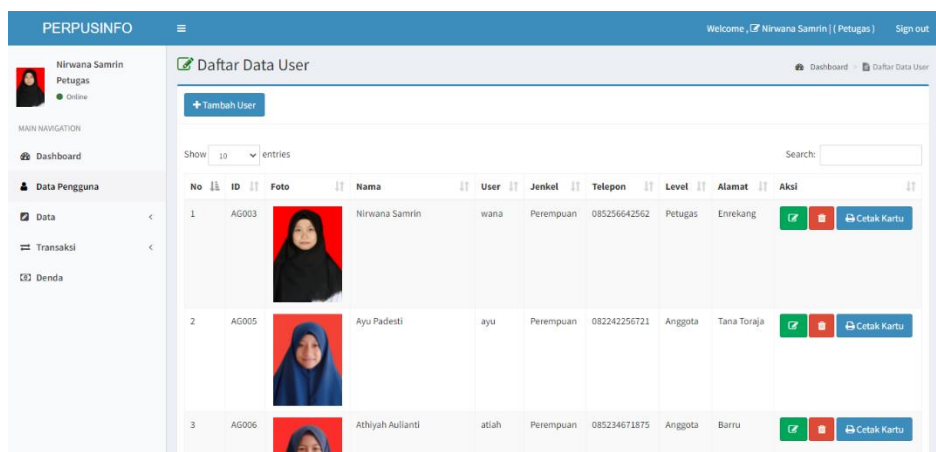 PERPUSINFO
Welcome , Nirwana Samrin | ( Petugas ) Sign out
Nirwana Samrin
Petugas
Online
MAIN NAVIGATION
Dashboard
Data Pengguna
Data
Transaksi
Denda
Daftar Data User
Dashboard > Daftar Data User
+ Tambah User
Show 10 entries Search:
No ID Foto Nama User Jenkel Telepon Level Alamat Aksi
1 AG003 Nirwana Samrin wana Perempuan 085256642562 Petugas Enrekang Cetak Kartu
2 AG005 Ayu Padesti ayu Perempuan 082242256721 Anggota Tana Toraja Cetak Kartu
3 AG006 Athiyah Aulianti atiah Perempuan 085234671875 Anggota Barru Cetak Kartu